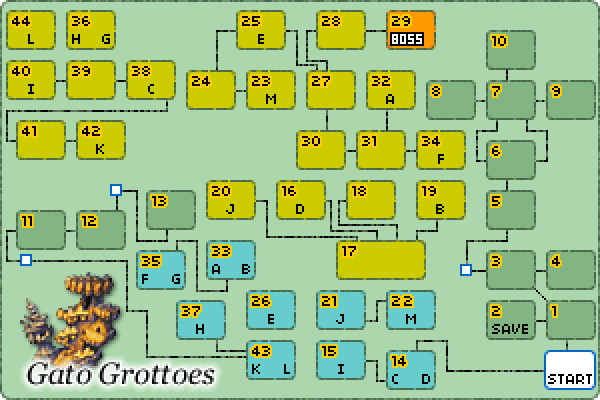 44 L
36 H G
25 E
28
29 BOSS
10
40 I
39
38 C
24
23 M
27
32 A
8
7
9
41
42 K
30
31
34 F
6
20 J
16 D
18
19 B
5
13
11
12
35 F G
33 A B
17
3
4
37 H
26 E
21 J
22 M
2 SAVE
1
43 K L
15 I
14 C D
START
Gato Grottoes